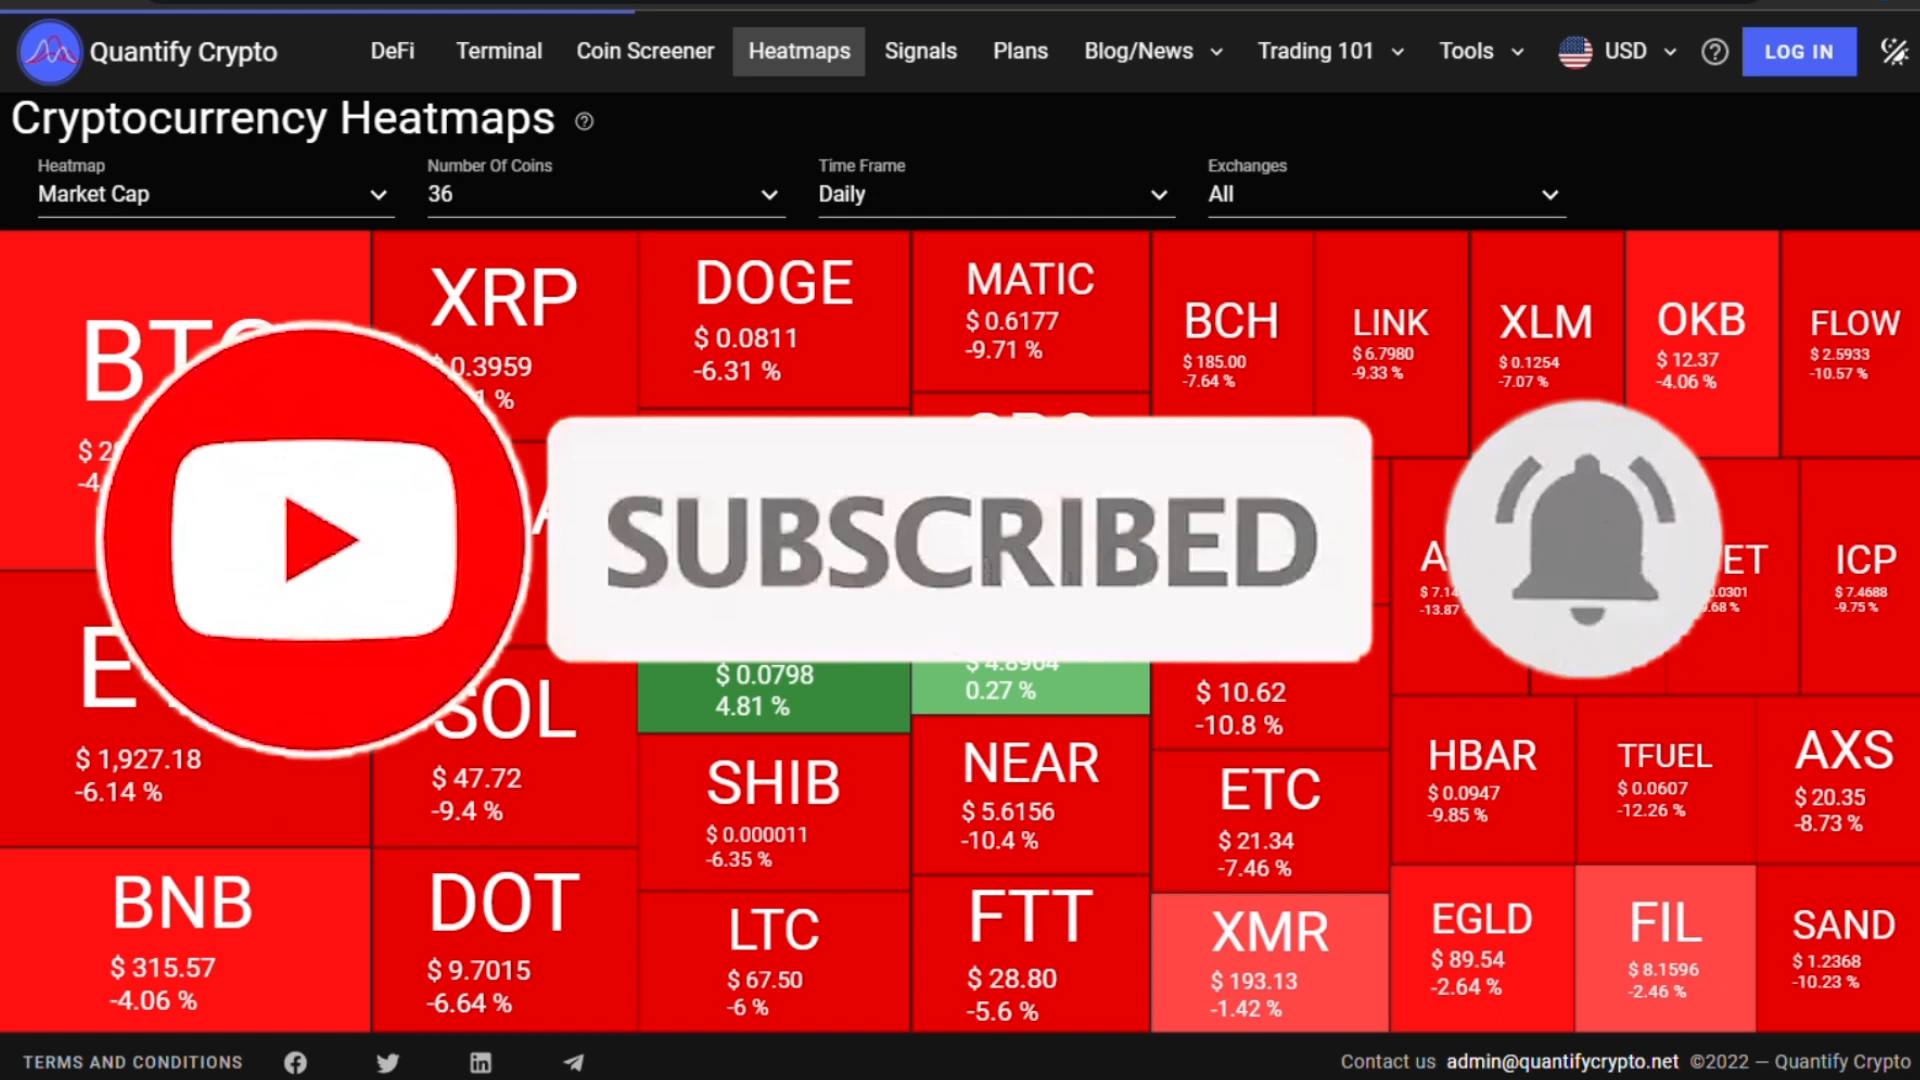 Quantify Crypto
DeFi
Terminal
Coin Screener
Heatmaps
Signals
Plans
Blog/News
Trading 101
Tools
USD
LOG IN
Cryptocurrency Heatmaps
Heatmap
Market Cap
Number Of Coins
36
Time Frame
Daily
Exchanges
All
XRP
0.3959
DOGE
$ 0.0811
-6.31 %
MATIC
$ 0.6177
-9.71 %
BCH
$ 185.00
-7.64 %
LINK
$ 6.7980
-9.33 %
XLM
$ 0.1254
-7.07 %
OKB
$ 12.37
-4.06 %
FLOW
$ 2.5933
-10.57 %
SUBSCRIBED
ICP
$ 7.4688
-9.75 %
$ 1,927.18
-6.14 %
SOL
$ 47.72
-9.4 %
$ 0.0798
4.81 %
0.27 %
$ 10.62
-10.8 %
SHIB
$ 0.000011
-6.35 %
NEAR
$ 5.6156
-10.4 %
ETC
$ 21.34
-7.46 %
HBAR
$ 0.0947
-9.85 %
TFUEL
$ 0.0607
-12.26 %
AXS
$ 20.35
-8.73 %
BNB
$ 315.57
-4.06 %
DOT
$ 9.7015
-6.64 %
LTC
$ 67.50
-6 %
FTT
$ 28.80
-5.6 %
XMR
$ 193.13
-1.42 %
EGLD
$ 89.54
-2.64 %
FIL
$ 8.1596
-2.46 %
SAND
$ 1.2368
-10.23 %
TERMS AND CONDITIONS
Contact us admin@quantifycrypto.net ©2022 — Quantify Crypto